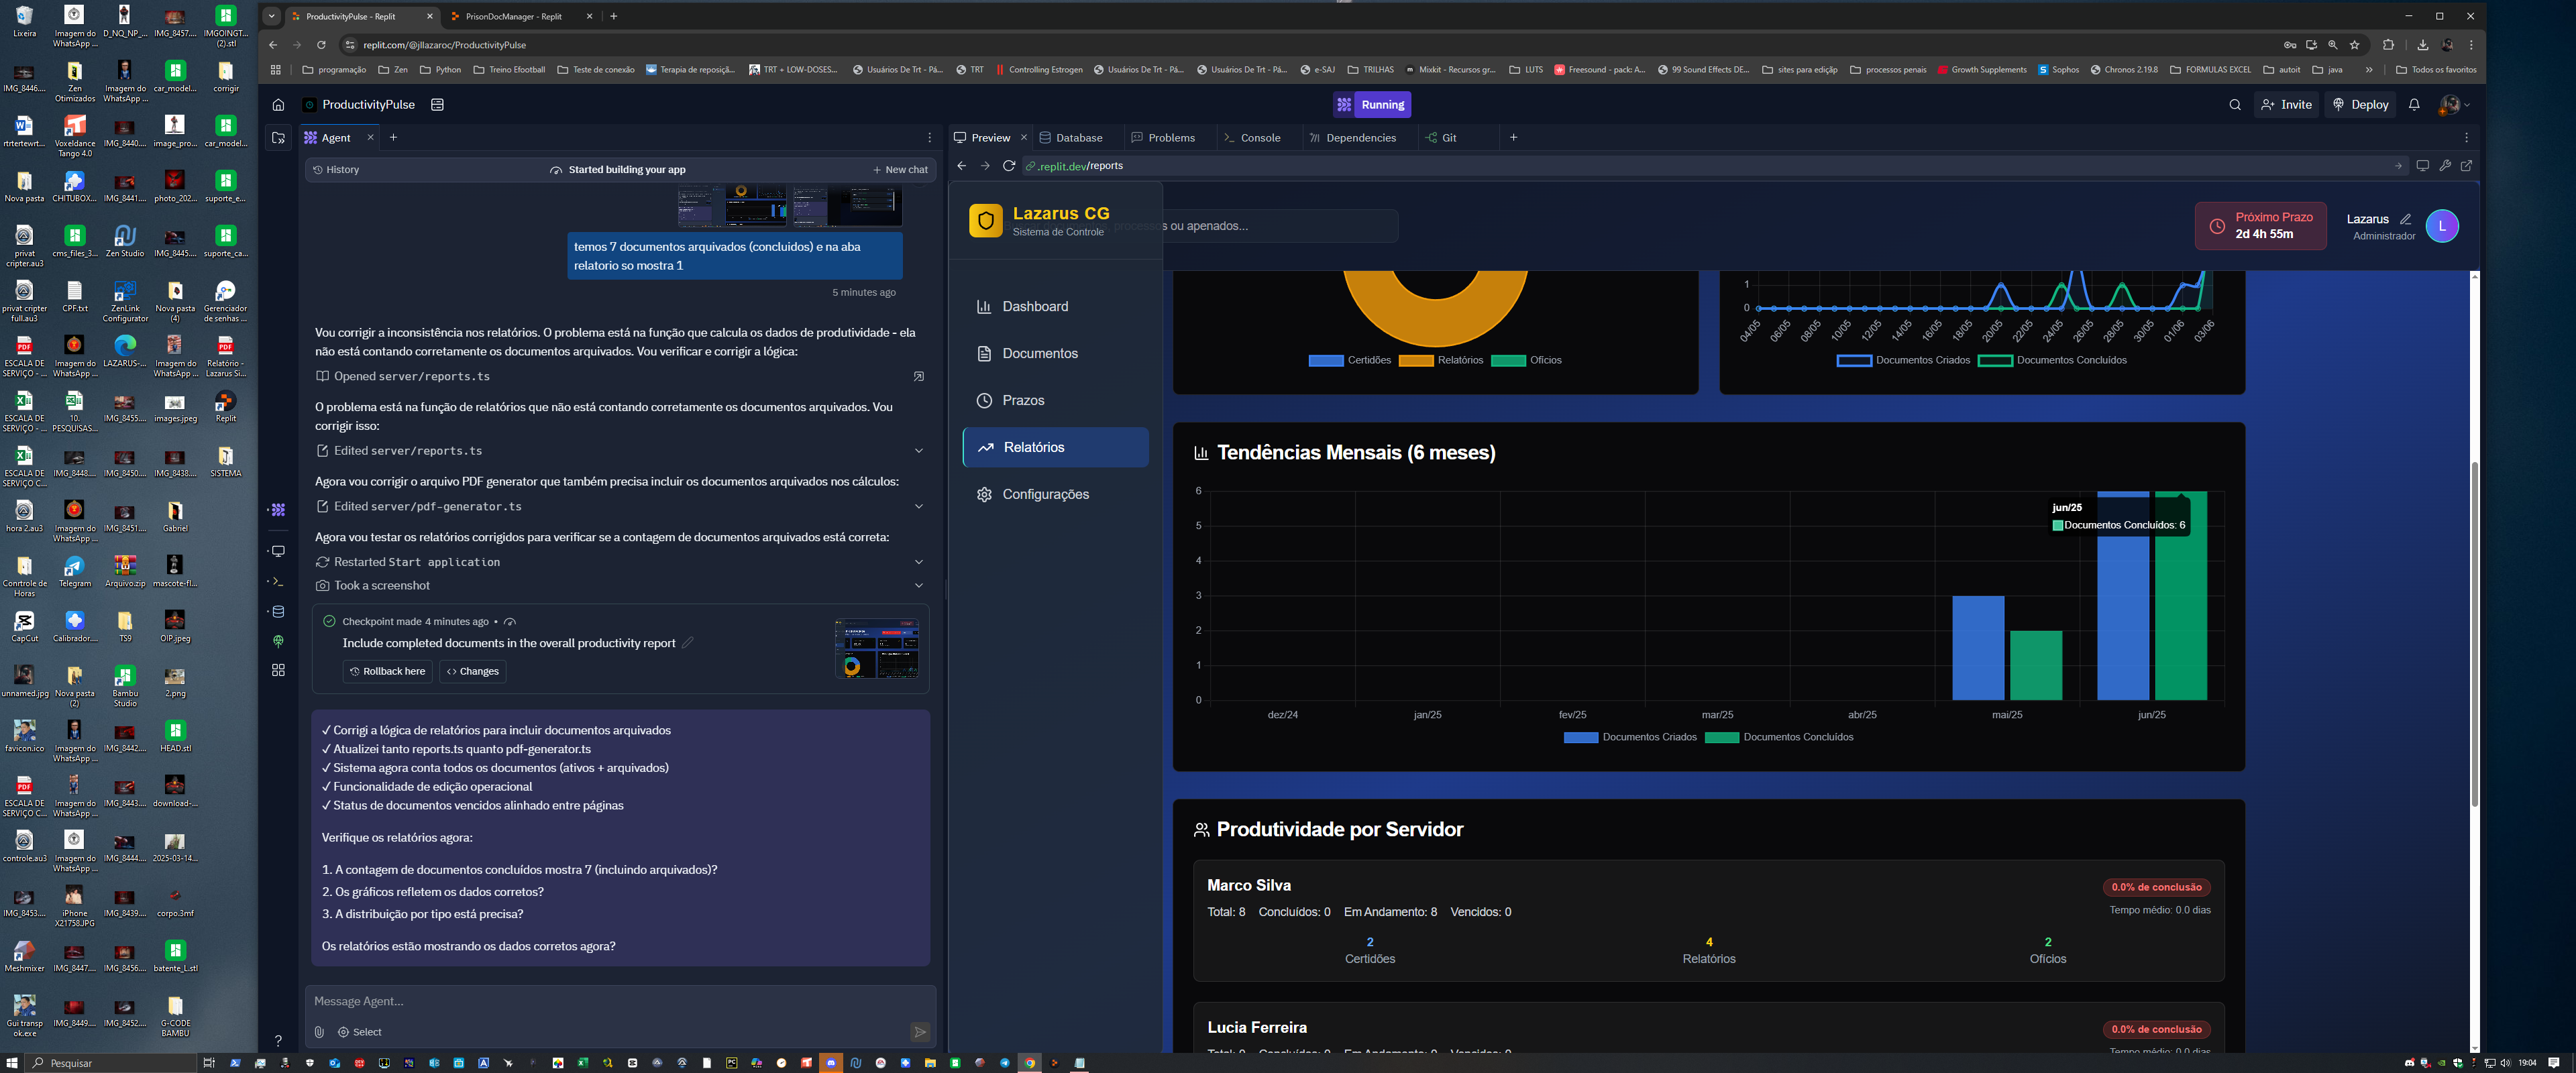 Lixeira
Imagem do WhatsApp ...
D_NQ_NP_...
IMG_8457....
IMGOINGT... (2).stl
IMG_8446....
Zen Otimizados
Imagem do WhatsApp ...
car_model...
corrigir
rtrtertewrt...
Voxeldance Tango 4.0
IMG_8440....
image_pro...
car_model...
Nova pasta
CHITUBOX...
IMG_8441....
photo_202...
suporte_e...
privat cripter.au3
cms_files_3...
Zen Studio
IMG_8445....
suporte_ca...
privat cripter full.au3
CPF.txt
ZenLink Configurator
Nova pasta (4)
Gerenciador de senhas ...
ESCALA DE SERVIÇO - ...
Imagem do WhatsApp ...
LAZARUS-...
Imagem do WhatsApp ...
Relatório - Lazarus Si...
ESCALA DE SERVIÇO - ...
10. PESQUISAS...
IMG_8455....
images.jpeg
Replit
ESCALA DE SERVIÇO C...
IMG_8448....
IMG_8450....
IMG_8438....
SISTEMA
hora 2.au3
Imagem do WhatsApp ...
IMG_8451....
Gabriel
Conrtrole de Horas
Telegram
Arquivo.zip
mascote-fl...
CapCut
Calibrador....
TS9
OIP.jpeg
unnamed.jpg
Nova pasta (2)
Bambu Studio
2.png
favicon.ico
Imagem do WhatsApp ...
IMG_8442....
HEAD.stl
ESCALA DE SERVIÇO C...
Imagem do WhatsApp ...
IMG_8443....
download-...
controle.au3
Imagem do WhatsApp ...
IMG_8444....
2025-03-14...
IMG_8453....
iPhone X21758.JPG
IMG_8439....
corpo.3mf
Meshmixer
IMG_8447....
IMG_8456....
batente_L.stl
Gui transp ok.exe
IMG_8449....
IMG_8452....
G-CODE BAMBU
ProductivityPulse - Replit
PrisonDocManager - Replit
replit.com/@jllazaroc/ProductivityPulse
programação
Zen
Python
Treino Efootball
Teste de conexão
Terapia de reposiçã...
TRT + LOW-DOSES...
Usuários De Trt - Pá...
TRT
Controlling Estrogen
Usuários De Trt - Pá...
Usuários De Trt - Pá...
e-SAJ
TRILHAS
Mixkit - Recursos gr...
LUTS
Freesound - pack: A...
99 Sound Effects DE...
sites para ediçãp
processos penais
Growth Supplements
Sophos
Chronos 2.19.8
FORMULAS EXCEL
autoit
java
»
Todos os favoritos
ProductivityPulse
Running
Invite
Deploy
Agent
History
Started building your app
New chat
temos 7 documentos arquivados (concluidos) e na aba
relatorio so mostra 1
5 minutes ago
Vou corrigir a inconsistência nos relatórios. O problema está na função que calcula os dados de produtividade - ela
não está contando corretamente os documentos arquivados. Vou verificar e corrigir a lógica:
Opened server/reports.ts
O problema está na função de relatórios que não está contando corretamente os documentos arquivados. Vou
corrigir isso:
Edited server/reports.ts
Agora vou corrigir o arquivo PDF generator que também precisa incluir os documentos arquivados nos cálculos:
Edited server/pdf-generator.ts
Agora vou testar os relatórios corrigidos para verificar se a contagem de documentos arquivados está correta:
Restarted Start application
Took a screenshot
Checkpoint made 4 minutes ago •
Include completed documents in the overall productivity report
Rollback here
Changes
✓ Corrigi a lógica de relatórios para incluir documentos arquivados
✓ Atualizei tanto reports.ts quanto pdf-generator.ts
✓ Sistema agora conta todos os documentos (ativos + arquivados)
✓ Funcionalidade de edição operacional
✓ Status de documentos vencidos alinhado entre páginas
Verifique os relatórios agora:
1. A contagem de documentos concluídos mostra 7 (incluindo arquivados)?
2. Os gráficos refletem os dados corretos?
3. A distribuição por tipo está precisa?
Os relatórios estão mostrando os dados corretos agora?
Message Agent...
Select
Preview
Database
Problems
Console
Dependencies
Git
.replit.dev/reports
Lazarus CG
Sistema de Controle
processos ou apenados...
Próximo Prazo
2d 4h 55m
Lazarus
Administrador
L
Dashboard
Documentos
Prazos
Relatórios
Configurações
Certidões
Relatórios
Ofícios
1
0
04/05
06/05
08/05
10/05
12/05
14/05
16/05
18/05
20/05
22/05
24/05
26/05
28/05
30/05
01/06
03/06
Documentos Criados
Documentos Concluídos
Tendências Mensais (6 meses)
6
5
4
3
2
1
0
jun/25
Documentos Concluídos: 6
dez/24
jan/25
fev/25
mar/25
abr/25
mai/25
jun/25
Documentos Criados
Documentos Concluídos
Produtividade por Servidor
Marco Silva
0.0% de conclusão
Total: 8 Concluídos: 0 Em Andamento: 8 Vencidos: 0
Tempo médio: 0.0 dias
2
4
2
Certidões
Relatórios
Ofícios
Lucia Ferreira
0.0% de conclusão
Pesquisar
19:04